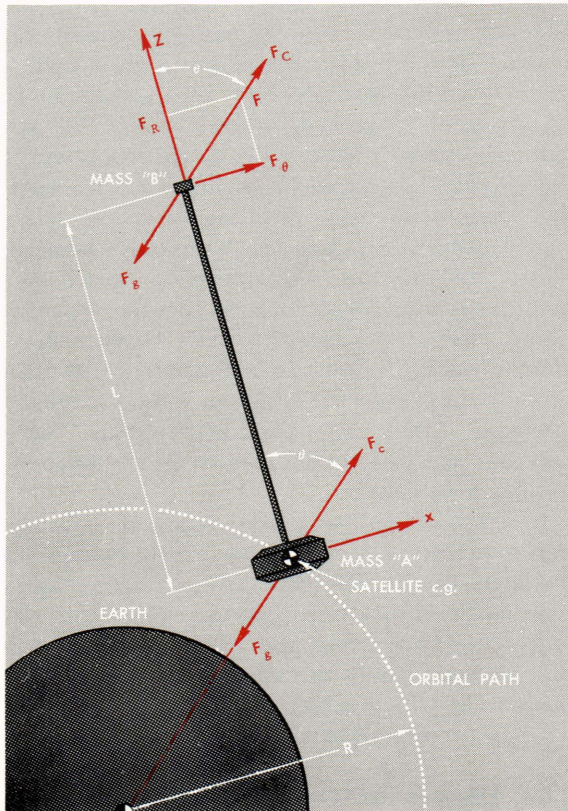 Z
θ
F_C
F
F_R
F_θ
MASS "B"
F_g
L
θ
F_c
x
MASS "A"
SATELLITE c.g.
EARTH
F_g
ORBITAL PATH
R